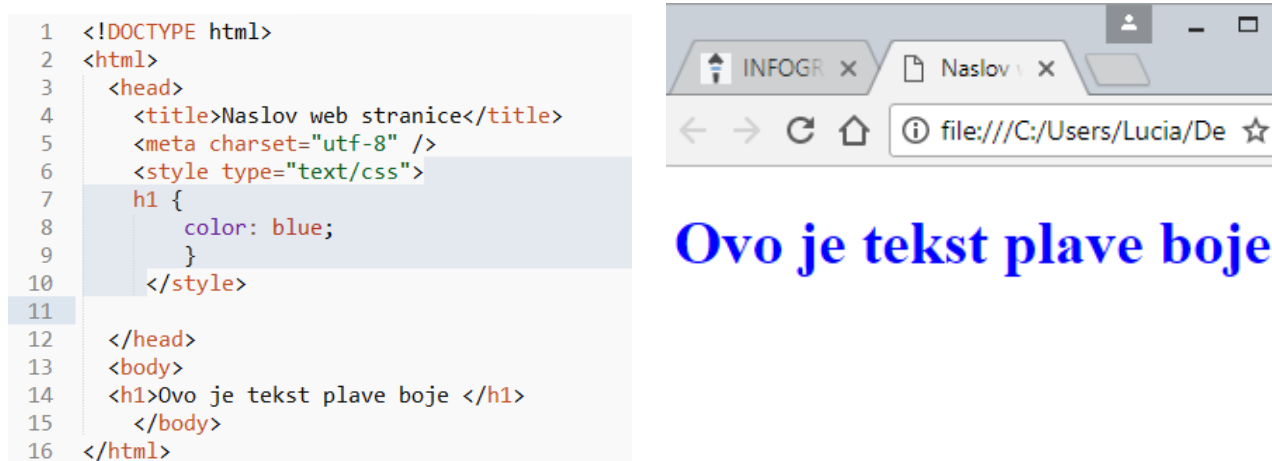 1 <!DOCTYPE html>
2 <html>
3 <head>
4 <title>Naslov web stranice</title>
5 <meta charset="utf-8" />
6 <style type="text/css">
7 h1 {
8 color: blue;
9 }
10 </style>
11
12 </head>
13 <body>
14 <h1>Ovo je tekst plave boje </h1>
15 </body>
16 </html>
INFOGR
Naslov
file:///C:/Users/Lucia/De
Ovo je tekst plave boje